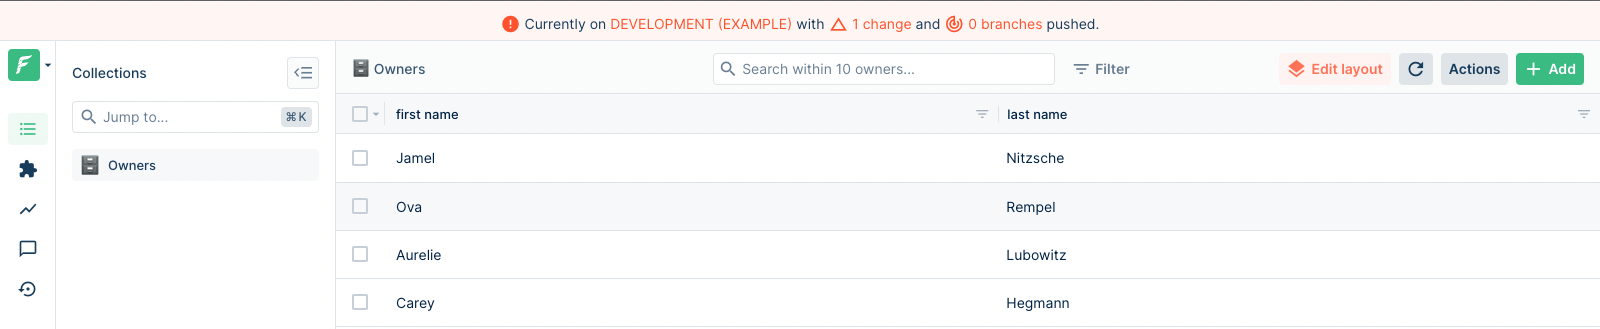 Currently on DEVELOPMENT (EXAMPLE) with 1 change and 0 branches pushed.
Collections
Jump to... ⌘K
Owners
Owners
Search within 10 owners...
Filter
Edit layout
Actions
+ Add
first name last name
Jamel Nitzsche
Ova Rempel
Aurelie Lubowitz
Carey Hegmann